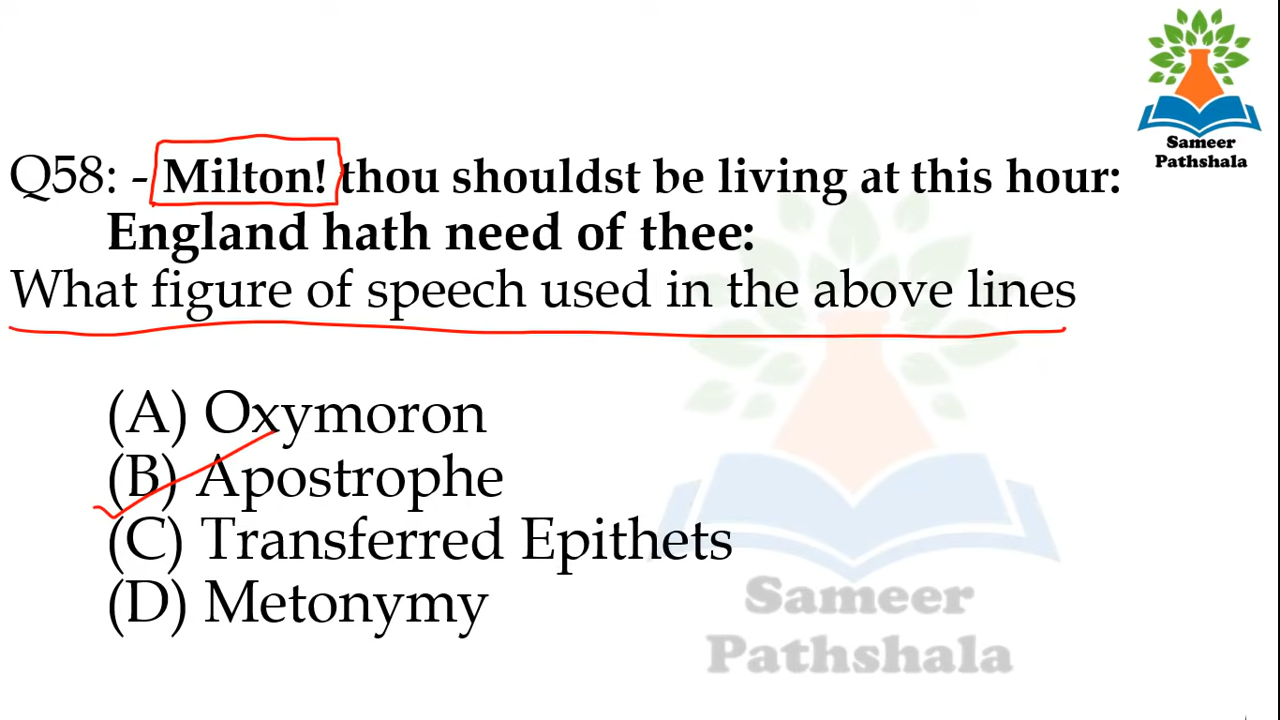 Sameer
Pathshala
Q58: - Milton! thou shouldst be living at this hour:
England hath need of thee:
What figure of speech used in the above lines
(A) Oxymoron
(B) Apostrophe
(C) Transferred Epithets
(D) Metonymy
Sameer
Pathshala